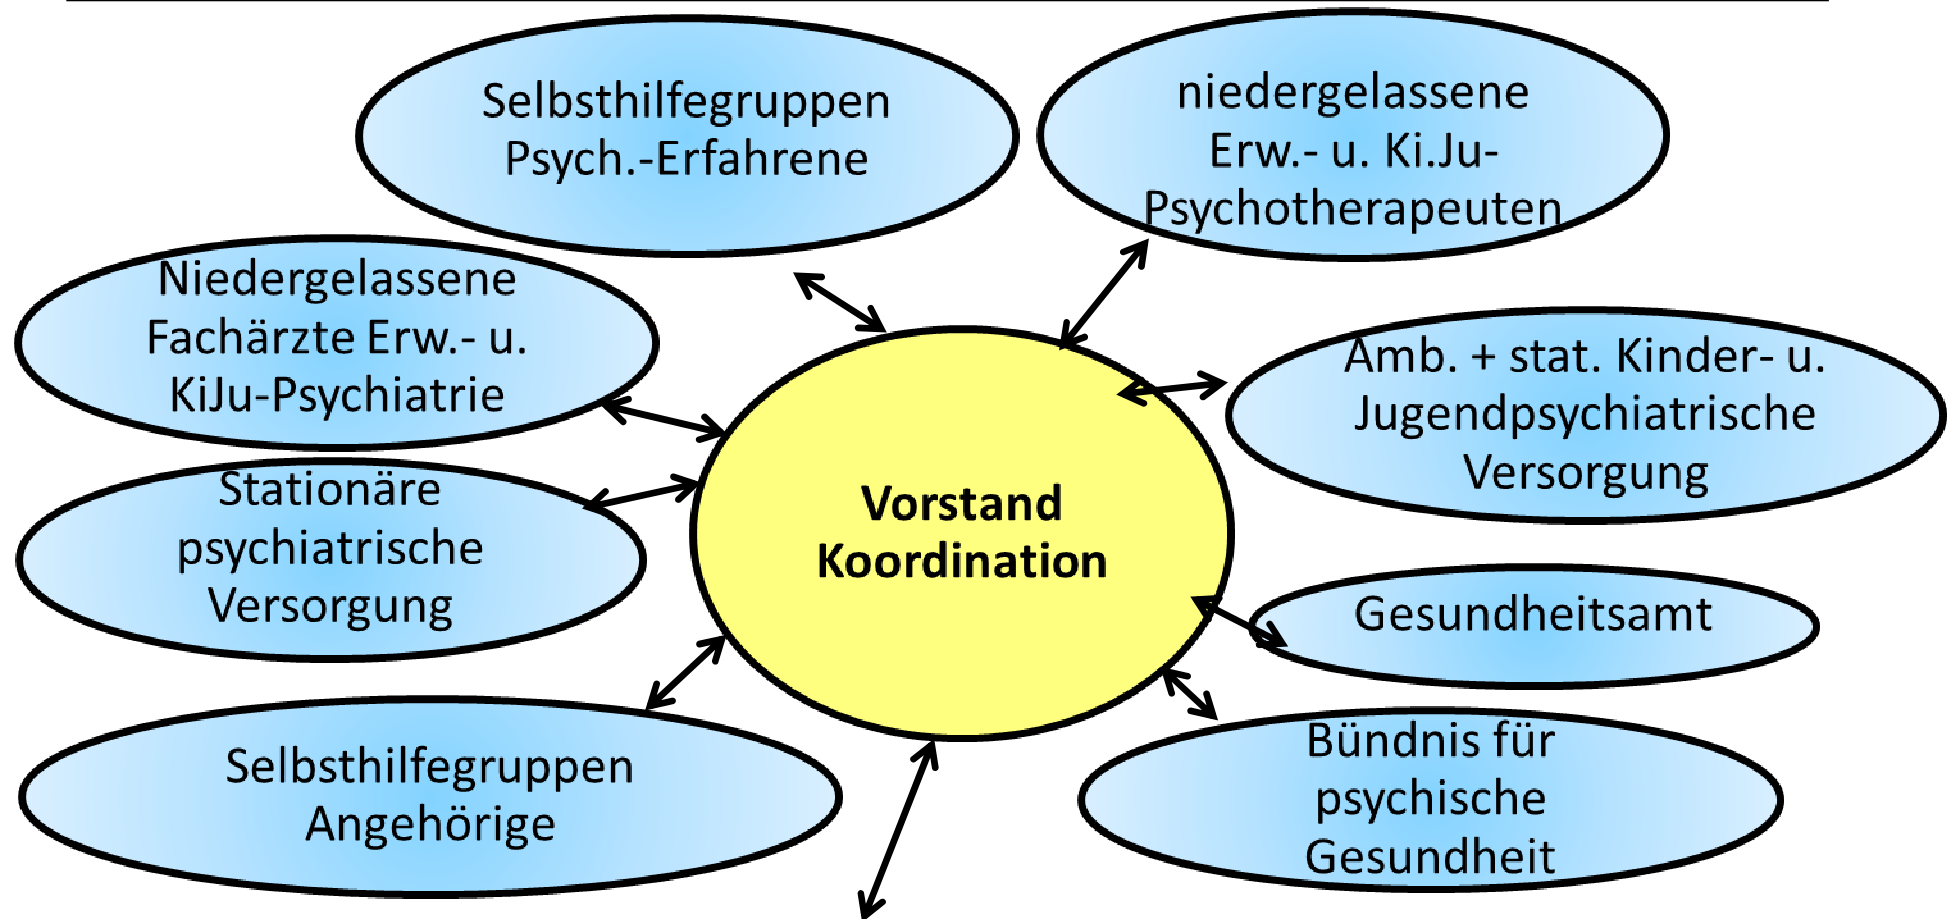 Selbsthilfegruppen
Psych.-Erfahrene
niedergelassene
Erw.- u. Ki.Ju-
Psychotherapeuten
Niedergelassene
Fachärzte Erw.- u.
KiJu-Psychiatrie
Amb. + stat. Kinder- u.
Jugendpsychiatrische
Versorgung
Stationäre
psychiatrische
Versorgung
Vorstand
Koordination
Gesundheitsamt
Selbsthilfegruppen
Angehörige
Bündnis für
psychische
Gesundheit